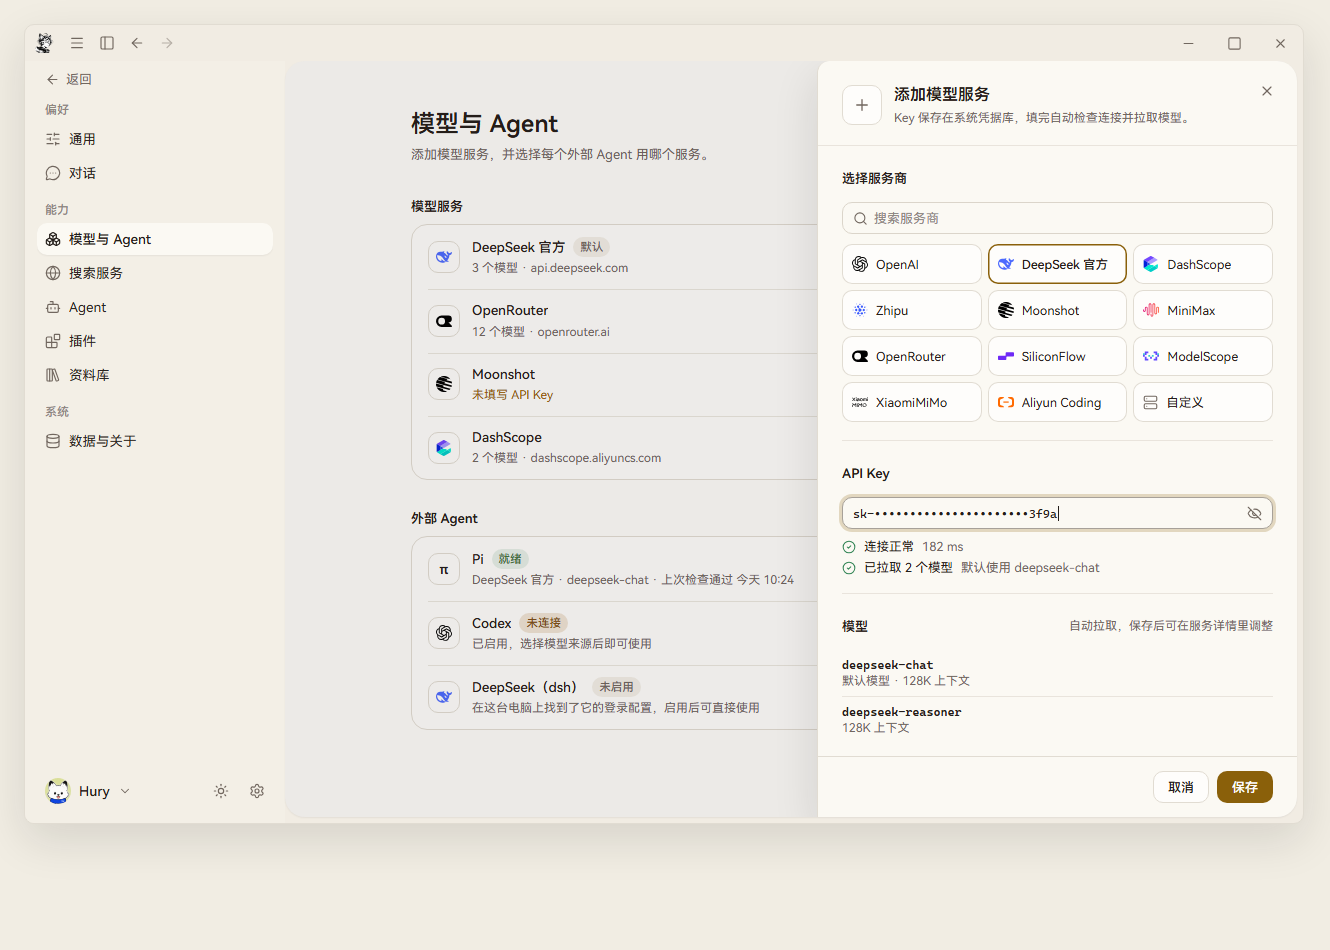 返回
偏好
通用
对话
能力
模型与 Agent
搜索服务
Agent
插件
资料库
系统
数据与关于
Hury
模型与 Agent
添加模型服务，并选择每个外部 Agent 用哪个服务。
模型服务
DeepSeek 官方 默认
3 个模型 · api.deepseek.com
OpenRouter
12 个模型 · openrouter.ai
Moonshot
未填写 API Key
DashScope
2 个模型 · dashscope.aliyuncs.com
外部 Agent
π
Pi 就绪
DeepSeek 官方 · deepseek-chat · 上次检查通过 今天 10:24
Codex 未连接
已启用，选择模型来源后即可使用
DeepSeek（dsh） 未启用
在这台电脑上找到了它的登录配置，启用后可直接使用
添加模型服务
Key 保存在系统凭据库，填完自动检查连接并拉取模型。
选择服务商
搜索服务商
OpenAI
DeepSeek 官方
DashScope
Zhipu
Moonshot
MiniMax
OpenRouter
SiliconFlow
ModelScope
Xiaomi
MIMO
XiaomiMiMo
Aliyun Coding
自定义
API Key
sk-••••••••••••••••••••••3f9a
连接正常 182 ms
已拉取 2 个模型 默认使用 deepseek-chat
模型 自动拉取，保存后可在服务详情里调整
deepseek-chat
默认模型 · 128K 上下文
deepseek-reasoner
128K 上下文
取消 保存